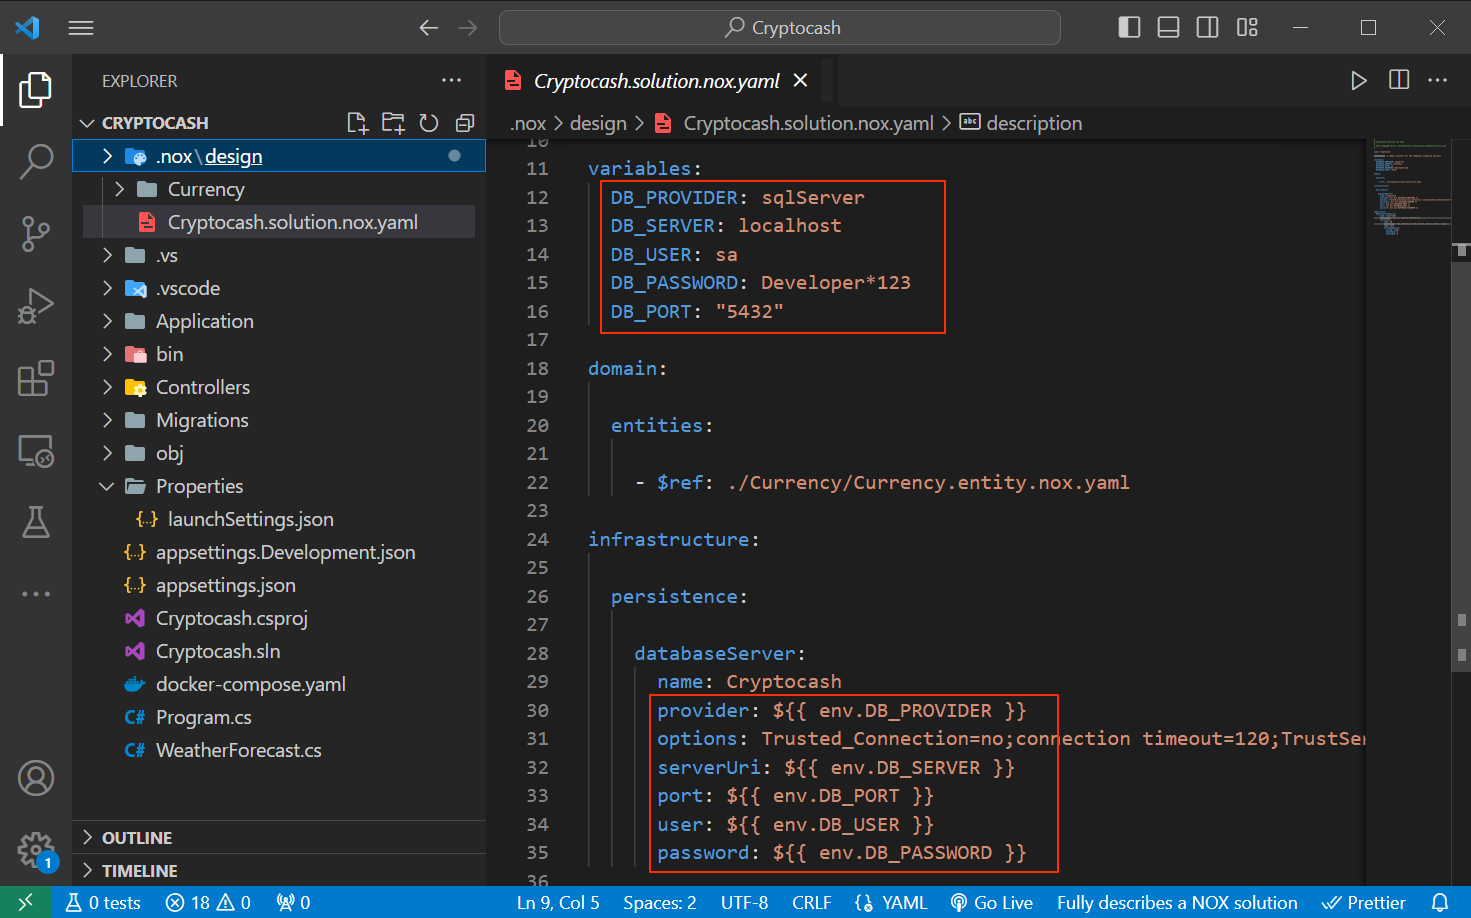 Cryptocash
EXPLORER
CRYPTOCASH
.nox\design
Currency
Cryptocash.solution.nox.yaml
.vs
.vscode
Application
bin
Controllers
Migrations
obj
Properties
launchSettings.json
appsettings.Development.json
appsettings.json
Cryptocash.csproj
Cryptocash.sln
docker-compose.yaml
Program.cs
WeatherForecast.cs
OUTLINE
TIMELINE
Cryptocash.solution.nox.yaml
.nox > design > Cryptocash.solution.nox.yaml > description
10
11 variables:
12 DB_PROVIDER: sqlServer
13 DB_SERVER: localhost
14 DB_USER: sa
15 DB_PASSWORD: Developer*123
16 DB_PORT: "5432"
17
18 domain:
19
20 entities:
21
22 - $ref: ./Currency/Currency.entity.nox.yaml
23
24 infrastructure:
25
26 persistence:
27
28 databaseServer:
29 name: Cryptocash
30 provider: ${{ env.DB_PROVIDER }}
31 options: Trusted_Connection=no;connection timeout=120;TrustSer
32 serverUri: ${{ env.DB_SERVER }}
33 port: ${{ env.DB_PORT }}
34 user: ${{ env.DB_USER }}
35 password: ${{ env.DB_PASSWORD }}
36
1
0 tests 18 0 0 Ln 9, Col 5 Spaces: 2 UTF-8 CRLF YAML Go Live Fully describes a NOX solution Prettier